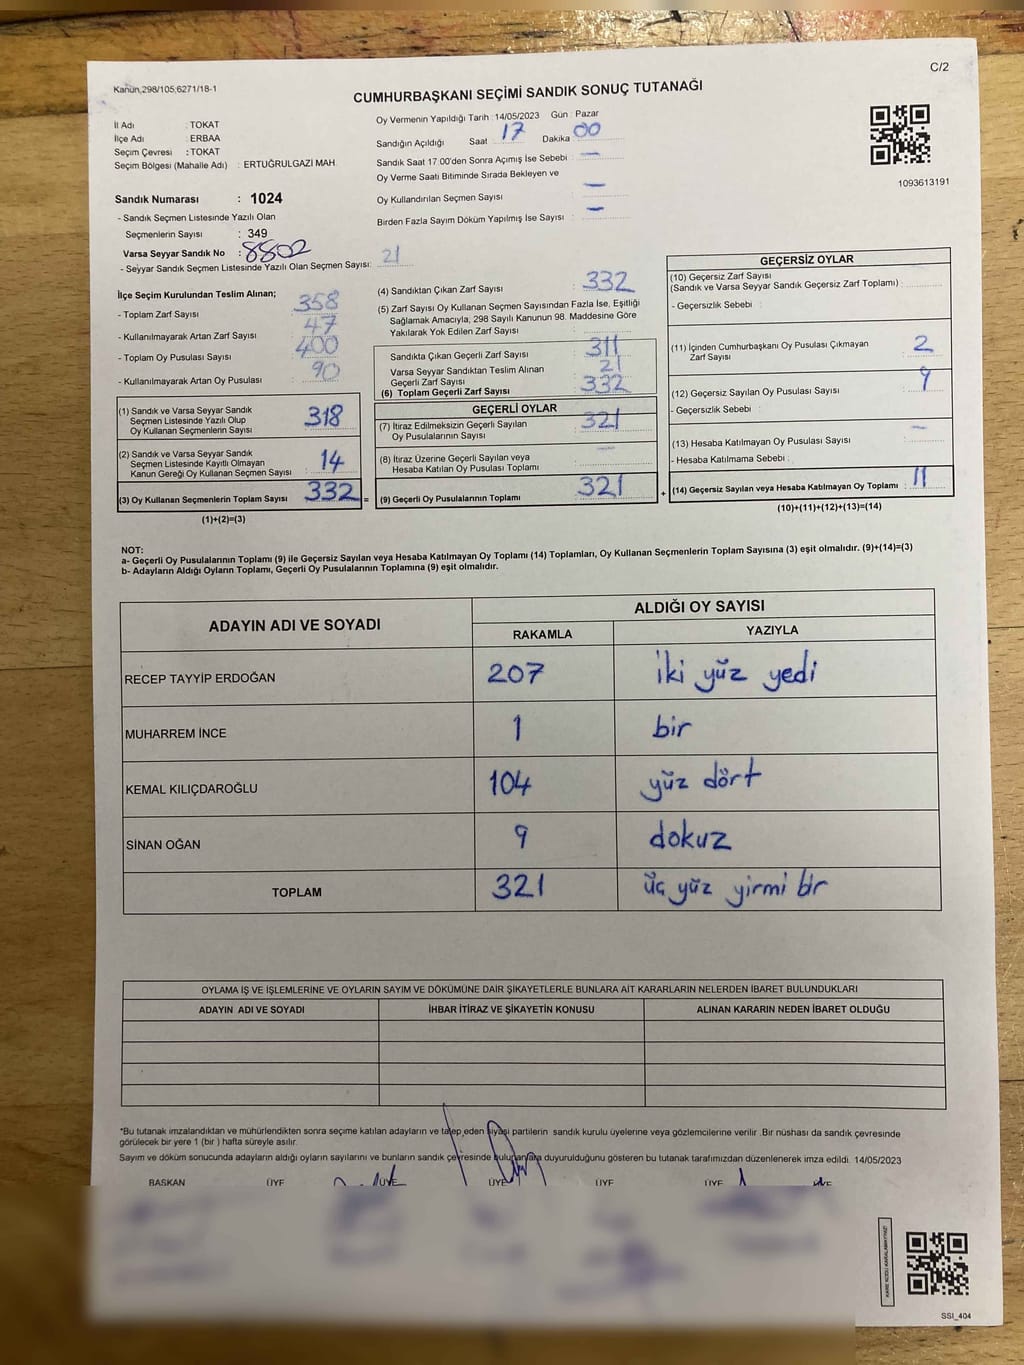 C/2
Kanun,298/105;6271/18-1
CUMHURBAŞKANI SEÇİMİ SANDIK SONUÇ TUTANAĞI
İl Adı : TOKAT
İlçe Adı : ERBAA
Seçim Çevresi : TOKAT
Seçim Bölgesi (Mahalle Adı) : ERTUĞRULGAZİ MAH.
Oy Vermenin Yapıldığı Tarih :14/05/2023 Gün : Pazar
Sandığın Açıldığı Saat 17 Dakika 00
Sandık Saat 17 00'den Sonra Açımış İse Sebebi : —
Oy Verme Saati Bitiminde Sırada Bekleyen ve
Oy Kullandırılan Seçmen Sayısı : —
Birden Fazla Sayım Döküm Yapılmış İse Sayısı : —
1093613191
Sandık Numarası : 1024
- Sandık Seçmen Listesinde Yazılı Olan
Seçmenlerin Sayısı : 349
Varsa Seyyar Sandık No : 8802
- Seyyar Sandık Seçmen Listesinde Yazılı Olan Seçmen Sayısı: 21
İlçe Seçim Kurulundan Teslim Alınan;
- Toplam Zarf Sayısı 358
- Kullanılmayarak Artan Zarf Sayısı 47
- Toplam Oy Pusulası Sayısı 400
- Kullanılmayarak Artan Oy Pusulası 90
(1) Sandık ve Varsa Seyyar Sandık
Seçmen Listesinde Yazılı Olup
Oy Kullanan Seçmenlerin Sayısı 318
(2) Sandık ve Varsa Seyyar Sandık
Seçmen Listesinde Kayıtlı Olmayan
Kanun Gereği Oy Kullanan Seçmen Sayısı 14
(3) Oy Kullanan Seçmenlerin Toplam Sayısı 332 =
(1)+(2)=(3)
(4) Sandıktan Çıkan Zarf Sayısı : 332
(5) Zarf Sayısı Oy Kullanan Seçmen Sayısından Fazla İse, Eşitliği
Sağlamak Amacıyla, 298 Sayılı Kanunun 98. Maddesine Göre
Yakılarak Yok Edilen Zarf Sayısı :
Sandıkta Çıkan Geçerli Zarf Sayısı : 311
Varsa Seyyar Sandıktan Teslim Alınan
Geçerli Zarf Sayısı : 21
(6) Toplam Geçerli Zarf Sayısı : 332
GEÇERLİ OYLAR
(7) İtiraz Edilmeksizin Geçerli Sayılan
Oy Pusulalarının Sayısı : 321
(8) İtiraz Üzerine Geçerli Sayılan veya
Hesaba Katılan Oy Pusulası Toplamı : —
(9) Geçerli Oy Pusulalarının Toplamı : 321 +
GEÇERSİZ OYLAR
(10) Geçersiz Zarf Sayısı
(Sandık ve Varsa Seyyar Sandık Geçersiz Zarf Toplamı) :
- Geçersizlik Sebebi :
(11) İçinden Cumhurbaşkanı Oy Pusulası Çıkmayan
Zarf Sayısı : 2
(12) Geçersiz Sayılan Oy Pusulası Sayısı : 9
- Geçersizlik Sebebi :
(13) Hesaba Katılmayan Oy Pusulası Sayısı : —
- Hesaba Katılmama Sebebi :
(14) Geçersiz Sayılan veya Hesaba Katılmayan Oy Toplamı : 11
(10)+(11)+(12)+(13)=(14)
NOT:
a- Geçerli Oy Pusulalarının Toplamı (9) ile Geçersiz Sayılan veya Hesaba Katılmayan Oy Toplamı (14) Toplamları, Oy Kullanan Seçmenlerin Toplam Sayısına (3) eşit olmalıdır. (9)+(14)=(3)
b- Adayların Aldığı Oyların Toplamı, Geçerli Oy Pusulalarının Toplamına (9) eşit olmalıdır.
ADAYIN ADI VE SOYADI
ALDIĞI OY SAYISI
RAKAMLA YAZIYLA
RECEP TAYYİP ERDOĞAN 207 iki yüz yedi
MUHARREM İNCE 1 bir
KEMAL KILIÇDAROĞLU 104 yüz dört
SİNAN OĞAN 9 dokuz
TOPLAM 321 üç yüz yirmi bir
OYLAMA İŞ VE İŞLEMLERİNE VE OYLARIN SAYIM VE DÖKÜMÜNE DAİR ŞİKAYETLERLE BUNLARA AİT KARARLARIN NELERDEN İBARET BULUNDUKLARI
ADAYIN ADI VE SOYADI İHBAR İTİRAZ VE ŞİKAYETİN KONUSU ALINAN KARARIN NEDEN İBARET OLDUĞU
*Bu tutanak imzalandıktan ve mühürlendikten sonra seçime katılan adayların ve talep eden siyasi partilerin sandık kurulu üyelerine veya gözlemcilerine verilir .Bir nüshası da sandık çevresinde
görülecek bir yere 1 (bir ) hafta süreyle asılır.
Sayım ve döküm sonucunda adayların aldığı oyların sayılarını ve bunların sandık çevresinde bulunanlara duyurulduğunu gösteren bu tutanak tarafımızdan düzenlenerek imza edildi. 14/05/2023
BAŞKAN ÜYE ÜYE ÜYE ÜYE ÜYE
SSI_404